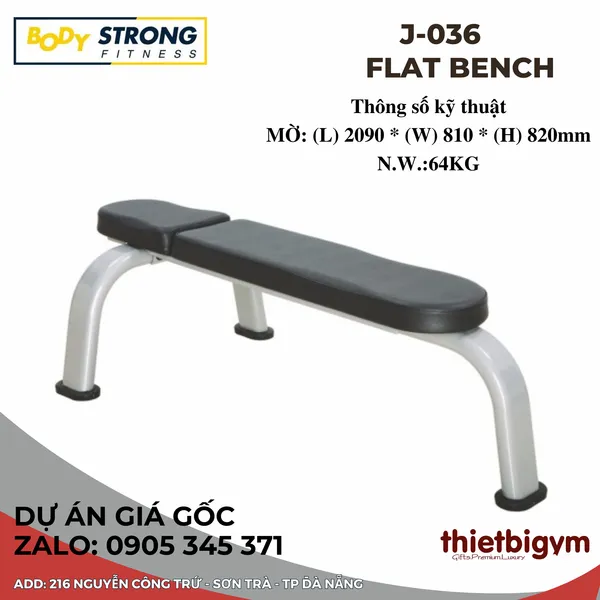 BODY STRONG
FITNESS
J-036
FLAT BENCH
Thông số kỹ thuật
MỜ: (L) 2090 * (W) 810 * (H) 820mm
N.W.:64KG
DỰ ÁN GIÁ GỐC
ZALO: 0905 345 371
ADD: 216 NGUYỄN CÔNG TRỨ - SƠN TRÀ - TP ĐÀ NẴNG
thietbigym
Gifts.Premium.Luxury